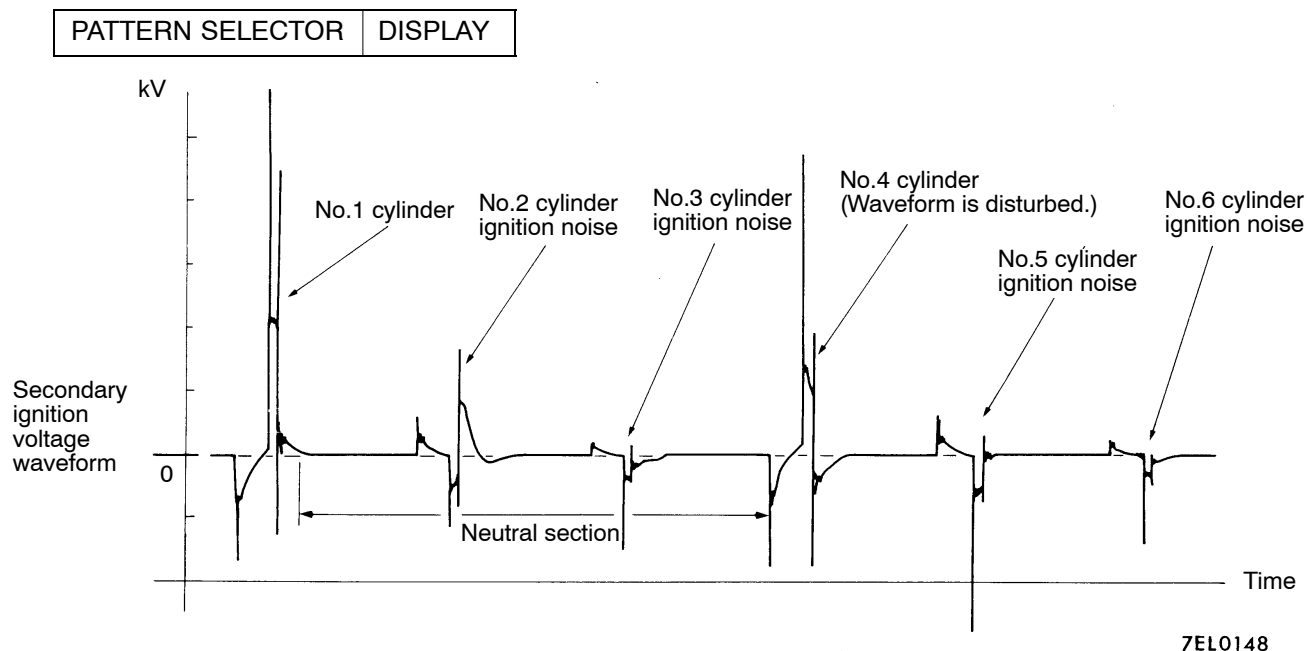 PATTERN SELECTOR DISPLAY
kV
No.1 cylinder
No.2 cylinder
ignition noise
No.3 cylinder
ignition noise
No.4 cylinder
(Waveform is disturbed.)
No.5 cylinder
ignition noise
No.6 cylinder
ignition noise
Secondary
ignition
voltage
waveform
0
Neutral section
Time
7EL0148